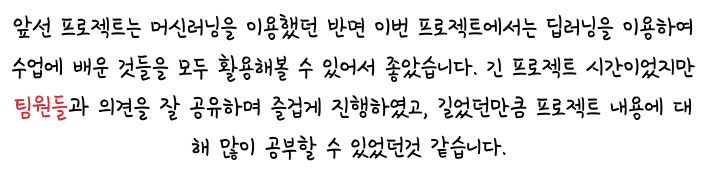 앞선 프로젝트는 머신러닝을 이용했던 반면 이번 프로젝트에서는 딥러닝을 이용하여
수업에 배운 것들을 모두 활용해볼 수 있어서 좋았습니다. 긴 프로젝트 시간이었지만
팀원들과 의견을 잘 공유하며 즐겁게 진행하였고, 길었던만큼 프로젝트 내용에 대
해 많이 공부할 수 있었던것 같습니다.